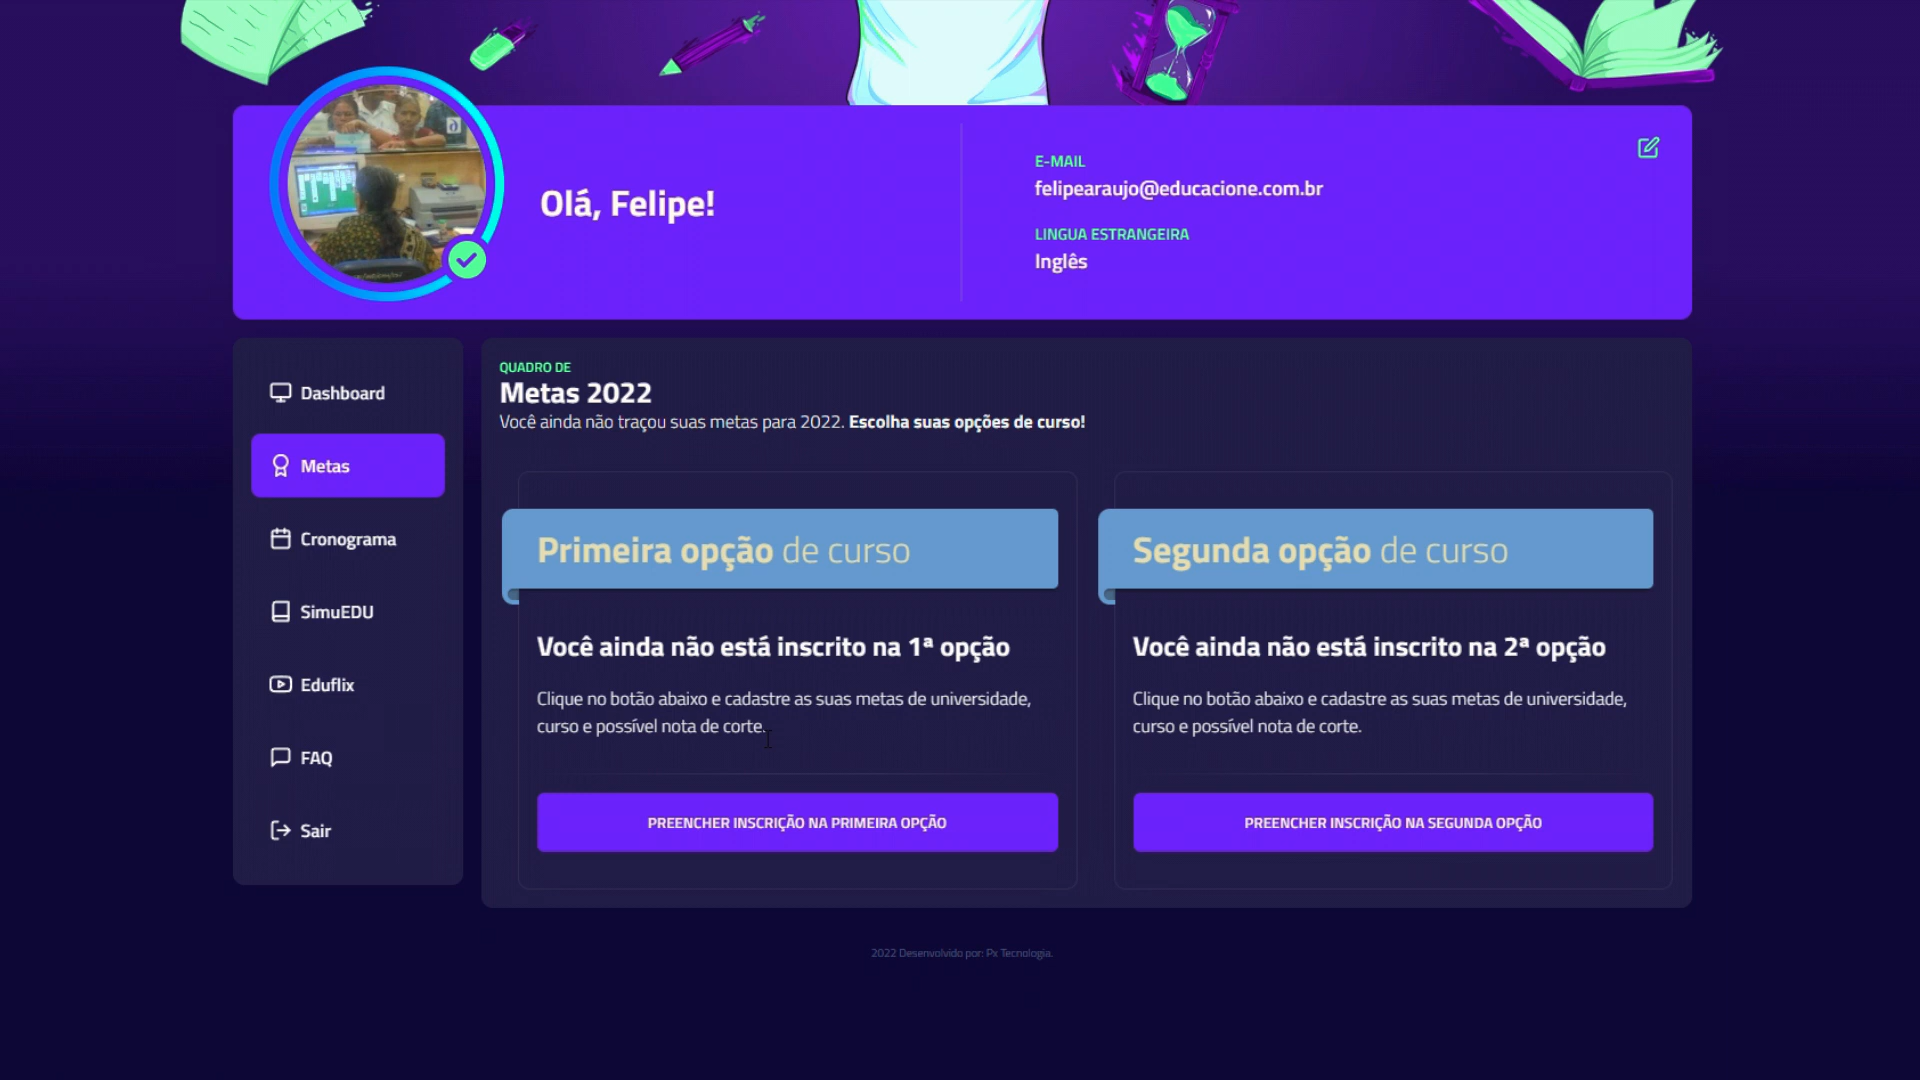 Olá, Felipe!
E-MAIL
felipearaujo@educacione.com.br
LINGUA ESTRANGEIRA
Inglês
Dashboard
Metas
Cronograma
SimuEDU
Eduflix
FAQ
Sair
QUADRO DE
Metas 2022
Você ainda não traçou suas metas para 2022. Escolha suas opções de curso!
Primeira opção de curso
Você ainda não está inscrito na 1ª opção
Clique no botão abaixo e cadastre as suas metas de universidade,
curso e possível nota de corte.
PREENCHER INSCRIÇÃO NA PRIMEIRA OPÇÃO
Segunda opção de curso
Você ainda não está inscrito na 2ª opção
Clique no botão abaixo e cadastre as suas metas de universidade,
curso e possível nota de corte.
PREENCHER INSCRIÇÃO NA SEGUNDA OPÇÃO
2022 Desenvolvido por: Px Tecnologia.